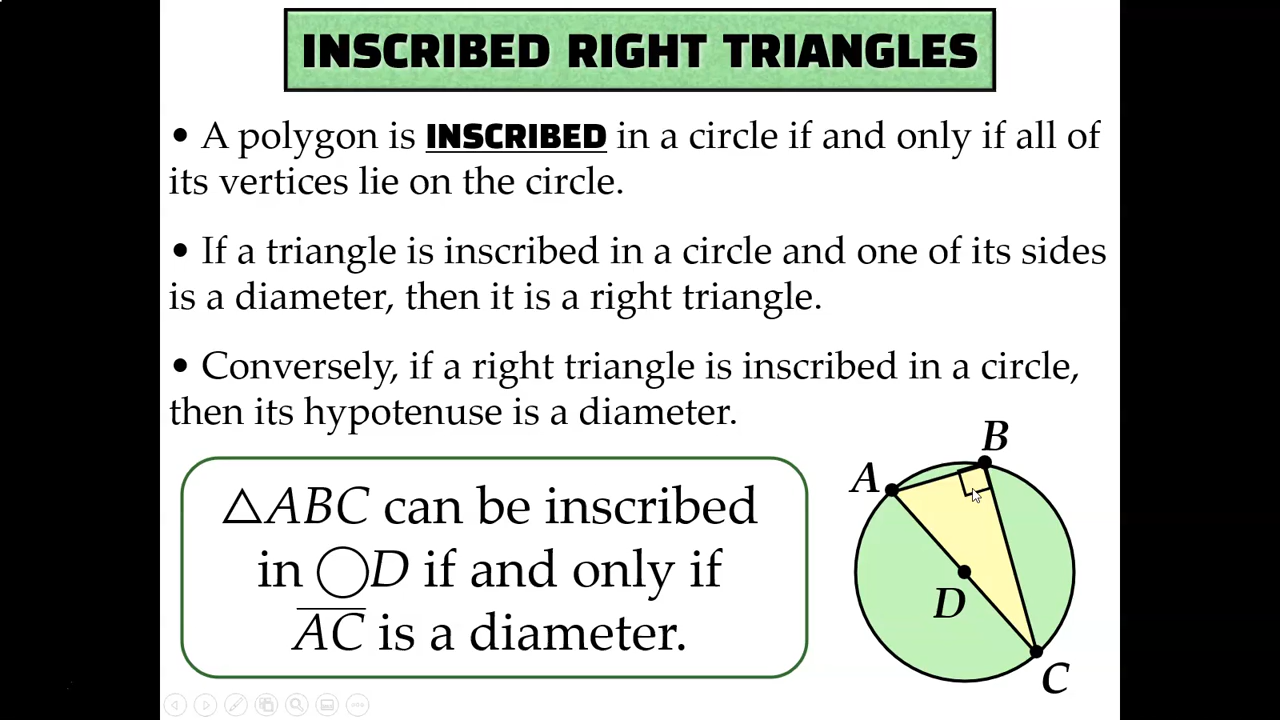 INSCRIBED RIGHT TRIANGLES
• A polygon is INSCRIBED in a circle if and only if all of
its vertices lie on the circle.
• If a triangle is inscribed in a circle and one of its sides
is a diameter, then it is a right triangle.
• Conversely, if a right triangle is inscribed in a circle,
then its hypotenuse is a diameter.
△ABC can be inscribed
in ◯D if and only if
A̅C̅ is a diameter.
B
A
D
C